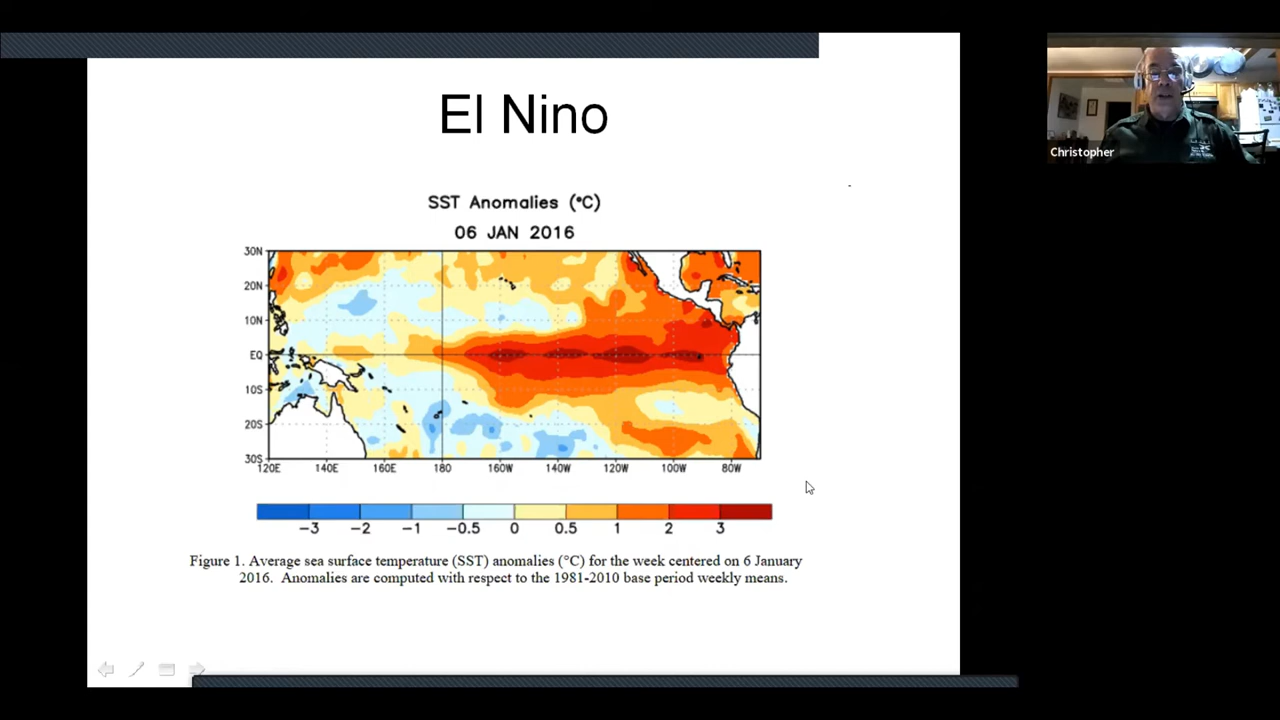 El Nino
SST Anomalies (°C)
06 JAN 2016
30N
20N
10N
EQ
10S
20S
30S
120E 140E 160E 180 160W 140W 120W 100W 80W
-3 -2 -1 -0.5 0 0.5 1 2 3
Figure 1. Average sea surface temperature (SST) anomalies (°C) for the week centered on 6 January
2016. Anomalies are computed with respect to the 1981-2010 base period weekly means.
Christopher